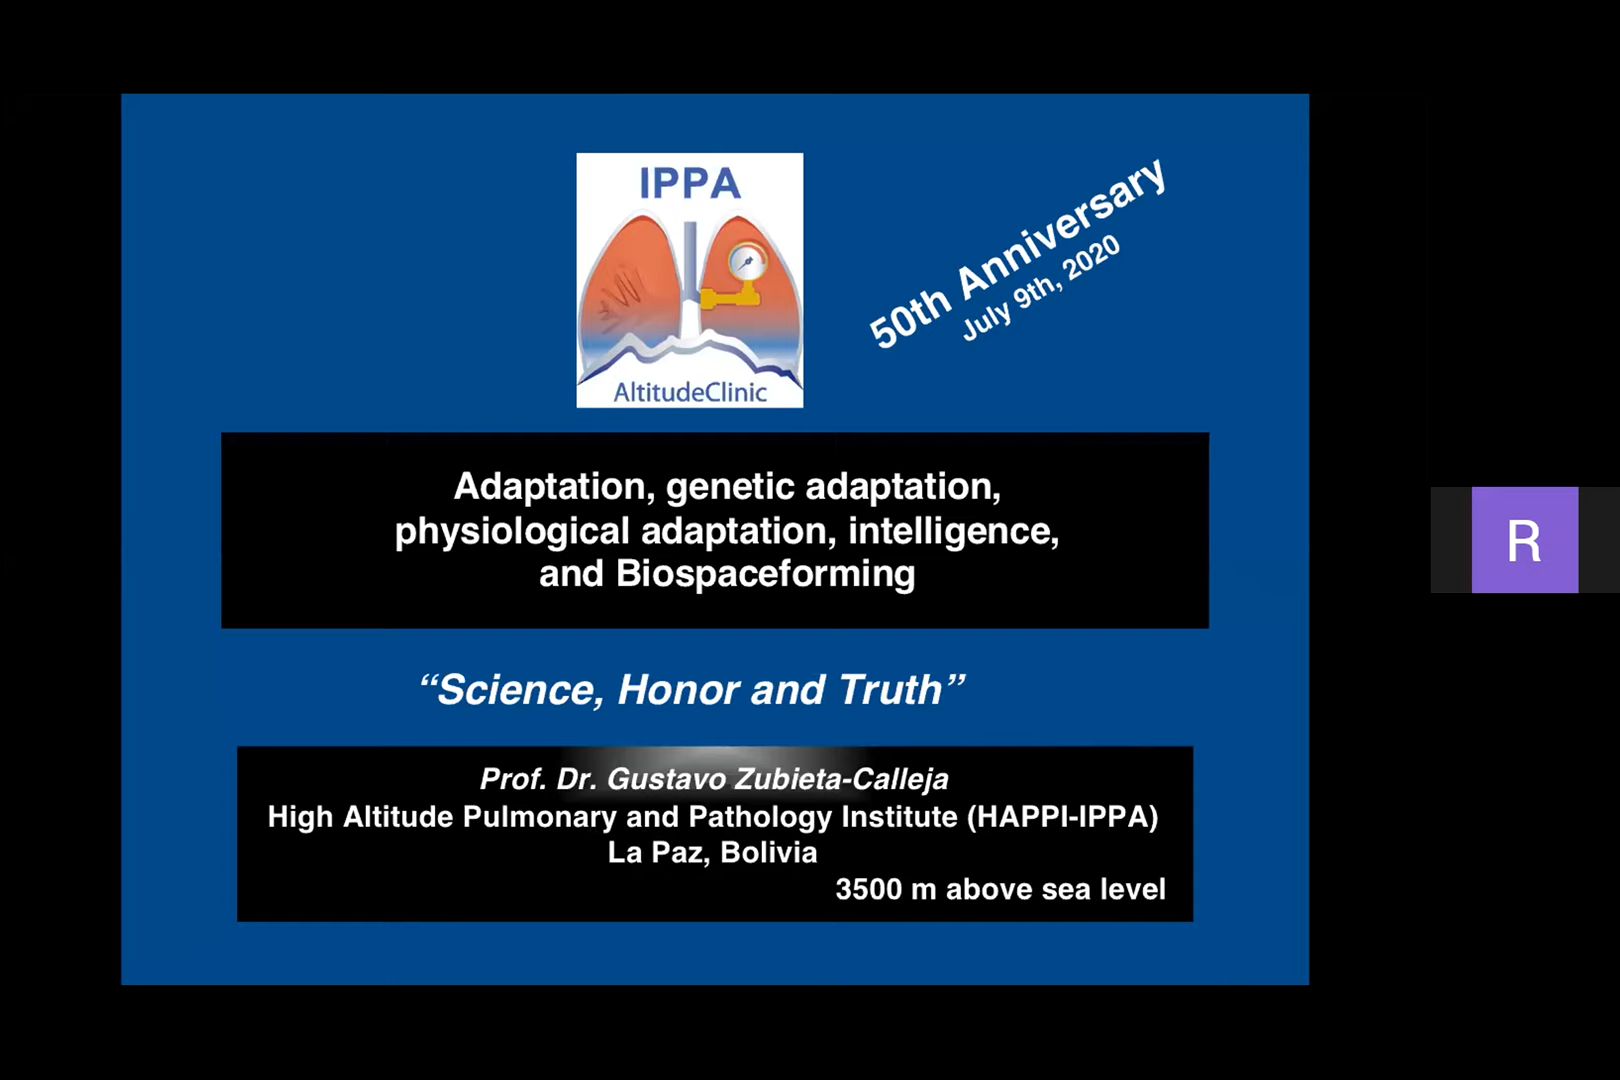 IPPA
AltitudeClinic
50th Anniversary
July 9th, 2020
Adaptation, genetic adaptation,
physiological adaptation, intelligence,
and Biospaceforming
“Science, Honor and Truth”
Prof. Dr. Gustavo Zubieta-Calleja
High Altitude Pulmonary and Pathology Institute (HAPPI-IPPA)
La Paz, Bolivia
3500 m above sea level
R